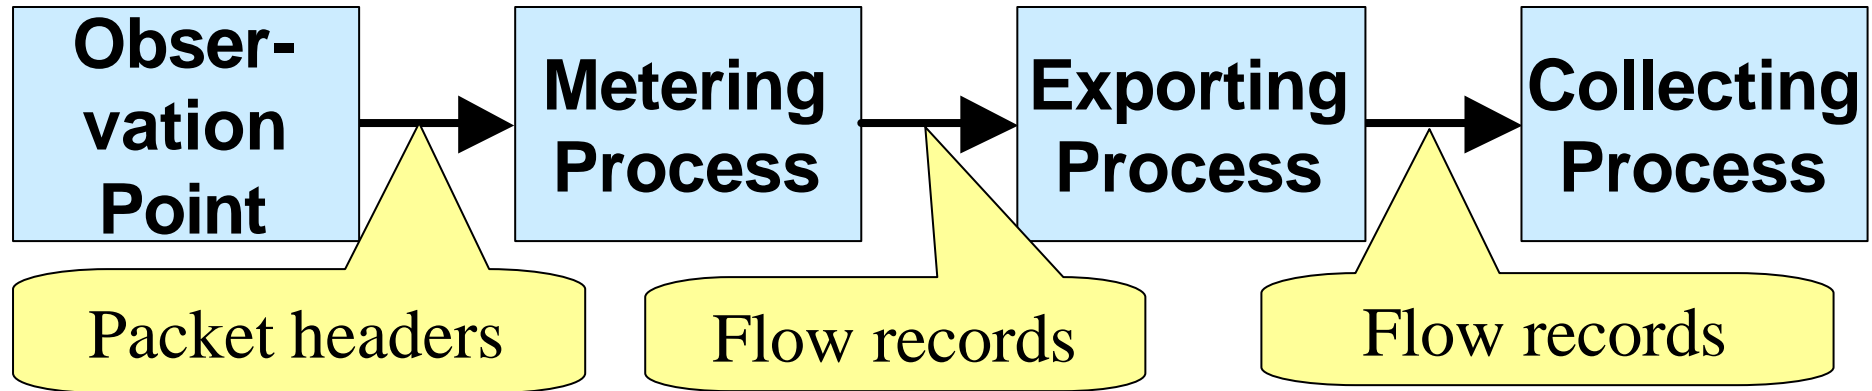 Obser-
vation
Point
Metering
Process
Exporting
Process
Collecting
Process
Packet headers
Flow records
Flow records